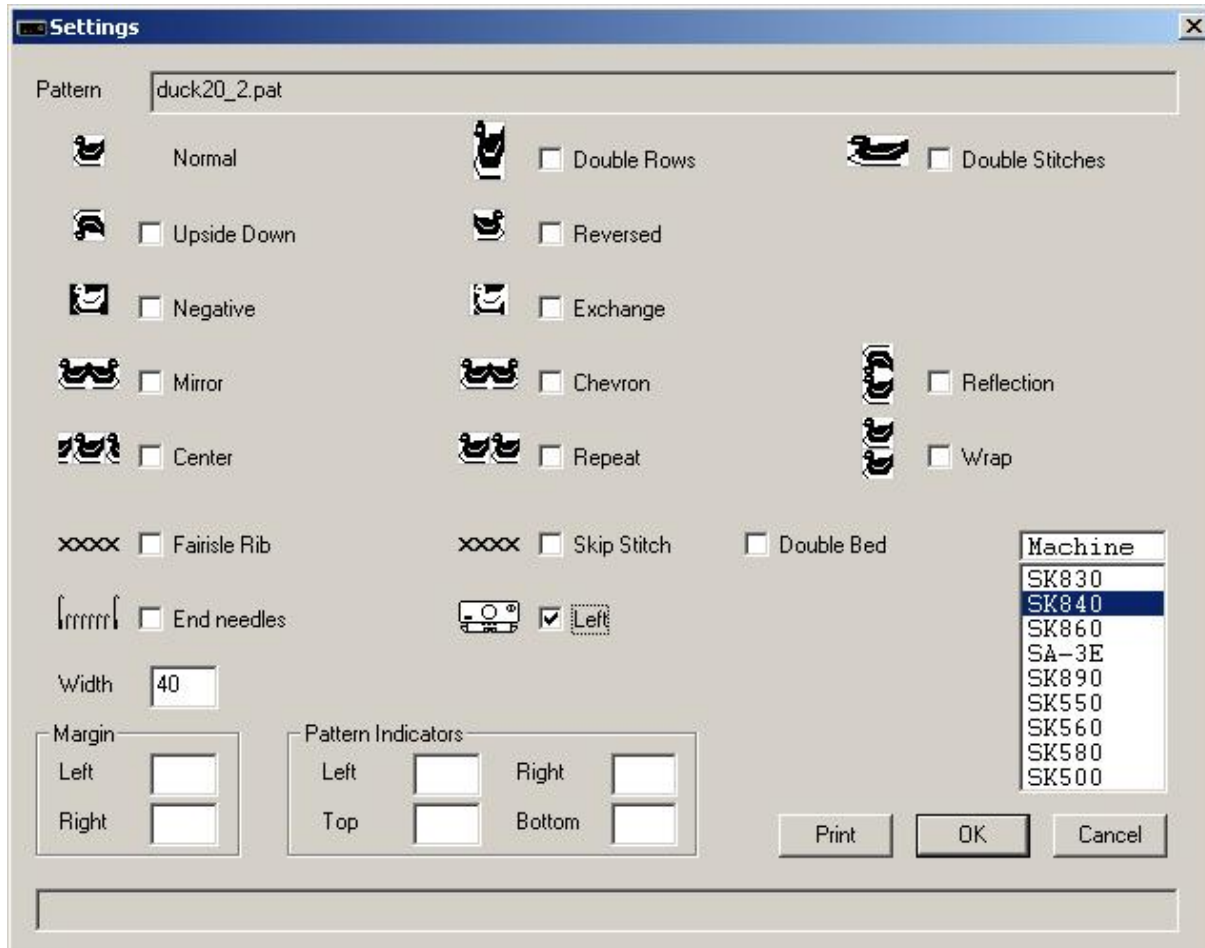 Settings
Pattern duck20_2.pat
Normal Double Rows Double Stitches
Upside Down Reversed
Negative Exchange
Mirror Chevron Reflection
Center Repeat Wrap
Fairisle Rib Skip Stitch Double Bed
End needles Left
Machine
SK830
SK840
SK860
SA-3E
SK890
SK550
SK560
SK580
SK500
Width 40
Margin
Left
Right
Pattern Indicators
Left Right
Top Bottom
Print OK Cancel